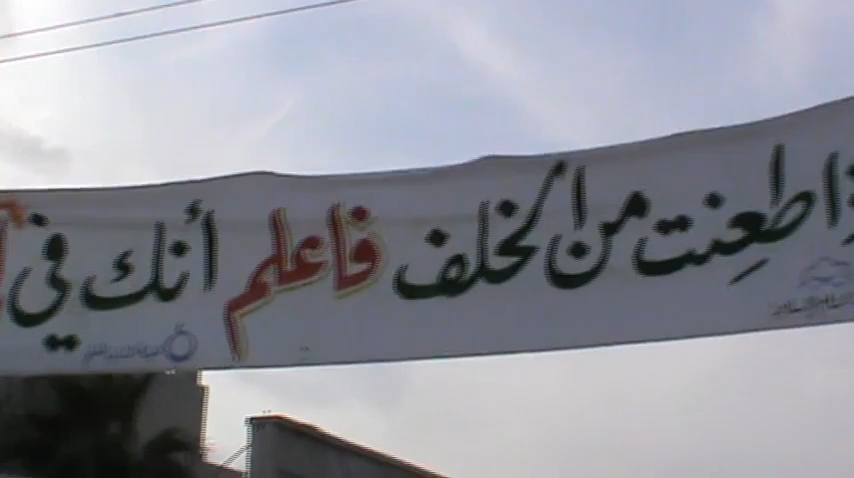 ا طعنت من الخلف فاعلم أنك في